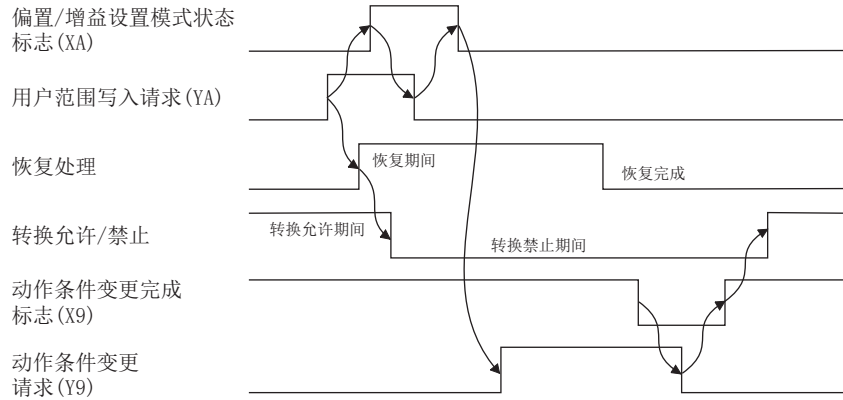 偏置/增益设置模式状态
标志(XA)
用户范围写入请求(YA)
恢复处理
恢复期间
恢复完成
转换允许/禁止
转换允许期间
转换禁止期间
动作条件变更完成
标志(X9)
动作条件变更
请求(Y9)